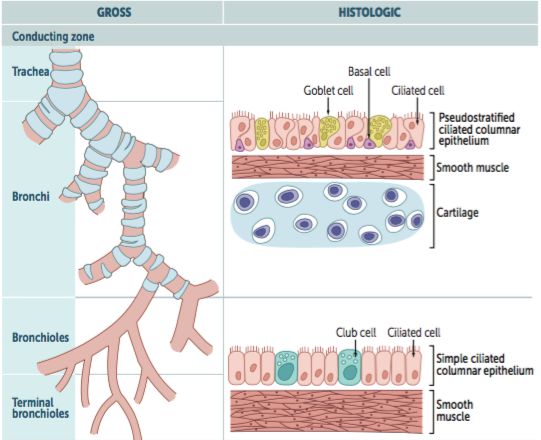 GROSS
HISTOLOGIC
Conducting zone
Trachea
Basal cell
Goblet cell
Ciliated cell
Pseudostratified
ciliated columnar
epithelium
Smooth muscle
Bronchi
Cartilage
Bronchioles
Club cell
Ciliated cell
Simple ciliated
columnar epithelium
Terminal
bronchioles
Smooth
muscle